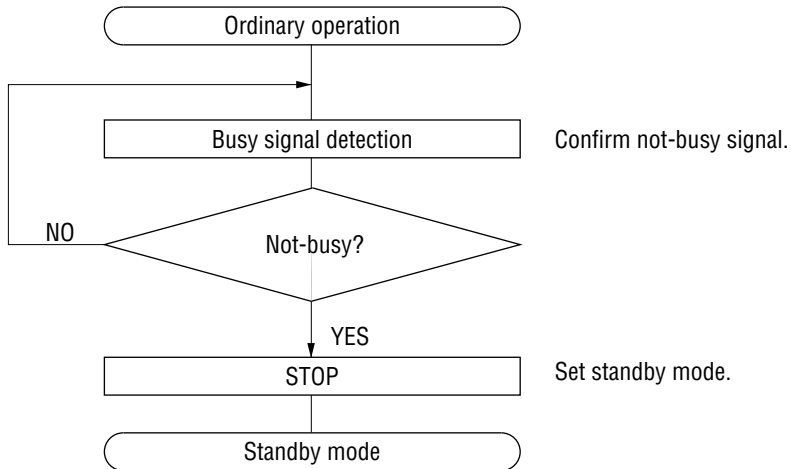 Ordinary operation
Busy signal detection
Confirm not-busy signal.
NO
Not-busy?
YES
STOP
Set standby mode.
Standby mode